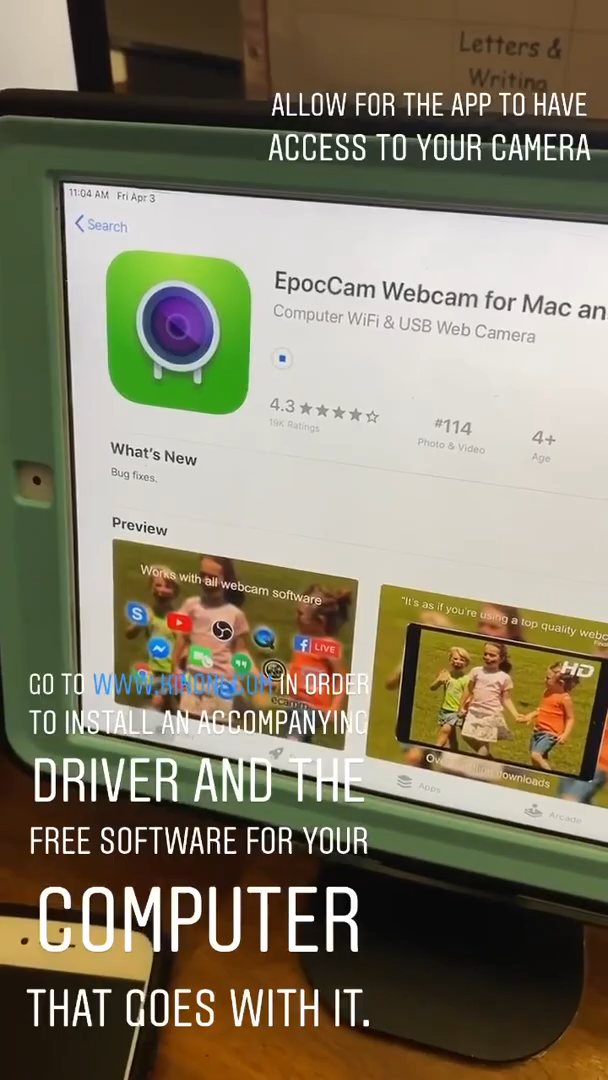 Letters &
Writing
ALLOW FOR THE APP TO HAVE
ACCESS TO YOUR CAMERA
11:04 AM Fri Apr 3
Search
EpocCam Webcam for Mac an
Computer WiFi & USB Web Camera
4.3
19K Ratings
#114
Photo & Video
4+
Age
What's New
Bug fixes.
Preview
Works with all webcam software
LIVE
ecamm
"It's as if you're using a top quality webc
HD
downloads
GO TO WWW.KINONI.COM IN ORDER
TO INSTALL AN ACCOMPANYING
DRIVER AND THE
FREE SOFTWARE FOR YOUR
COMPUTER
THAT GOES WITH IT.
Apps
Arcade